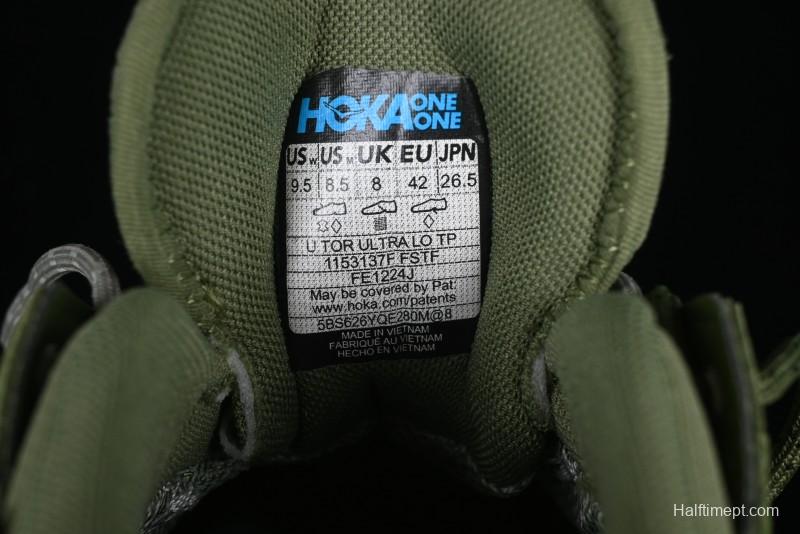 HOKA ONE ONE
US W US M UK EU JPN
9.5 8.5 8 42 26.5
U TOR ULTRA LO TP
1153137F FSTF
FE1224J
May be covered by Pat.
www.hoka.com/patents
5BS626YQE280M@8
MADE IN VIETNAM
FABRIQUÉ AU VIETNAM
HECHO EN VIETNAM
Halftimept.com